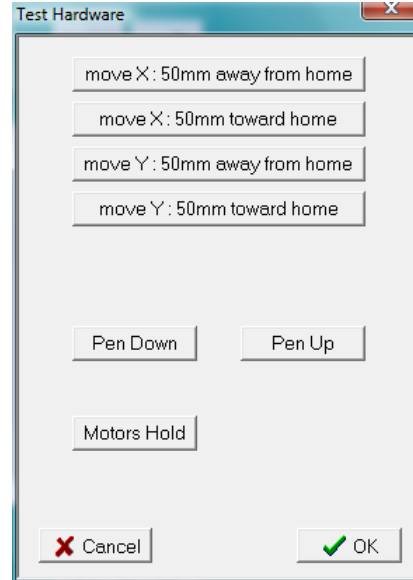 Test Hardware
move X : 50mm away from home
move X : 50mm toward home
move Y : 50mm away from home
move Y : 50mm toward home
Pen Down Pen Up
Motors Hold
Cancel OK